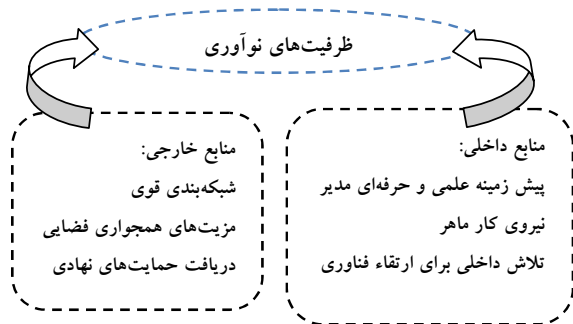 ظرفیت‌های نوآوری
منابع داخلی:
پیش زمینه علمی و حرفه‌ای مدیر
نیروی کار ماهر
تلاش داخلی برای ارتقاء فناوری
منابع خارجی:
شبکه‌بندی قوی
مزیت‌های همجواری فضایی
دریافت حمایت‌های نهادی